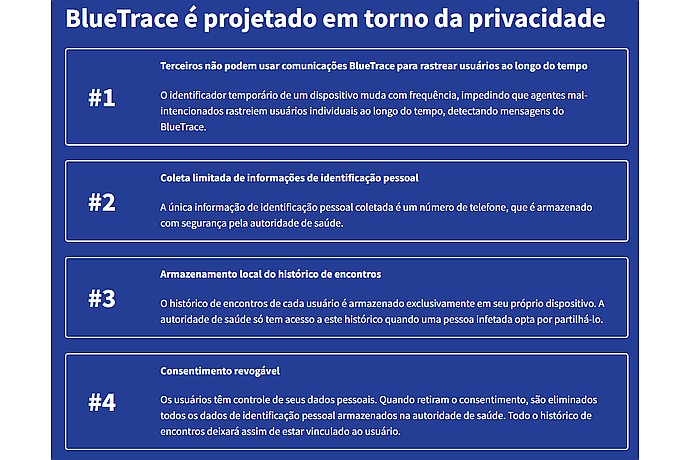 BlueTrace é projetado em torno da privacidade
#1
Terceiros não podem usar comunicações BlueTrace para rastrear usuários ao longo do tempo
O identificador temporário de um dispositivo muda com frequência, impedindo que agentes mal-
intencionados rastreiem usuários individuais ao longo do tempo, detectando mensagens do
BlueTrace.
#2
Coleta limitada de informações de identificação pessoal
A única informação de identificação pessoal coletada é um número de telefone, que é armazenado
com segurança pela autoridade de saúde.
#3
Armazenamento local do histórico de encontros
O histórico de encontros de cada usuário é armazenado exclusivamente em seu próprio dispositivo. A
autoridade de saúde só tem acesso a este histórico quando uma pessoa infetada opta por partilhá-lo.
#4
Consentimento revogável
Os usuários têm controle de seus dados pessoais. Quando retiram o consentimento, são eliminados
todos os dados de identificação pessoal armazenados na autoridade de saúde. Todo o histórico de
encontros deixará assim de estar vinculado ao usuário.